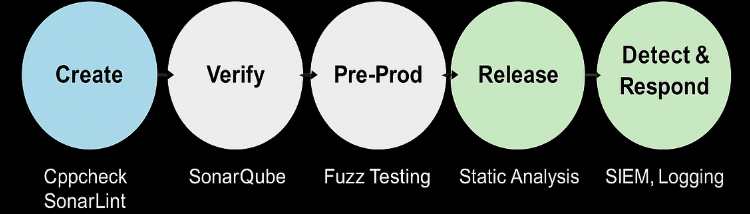 Create
Verify
Pre-Prod
Release
Detect &
Respond
Cppcheck
SonarLint
SonarQube
Fuzz Testing
Static Analysis
SIEM, Logging